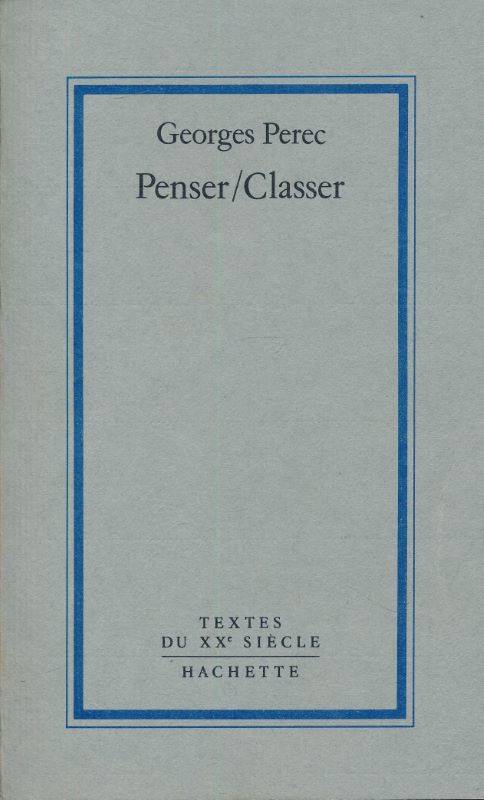 Georges Perec
Penser/Classer
TEXTES
DU XXᵉ SIÈCLE
HACHETTE